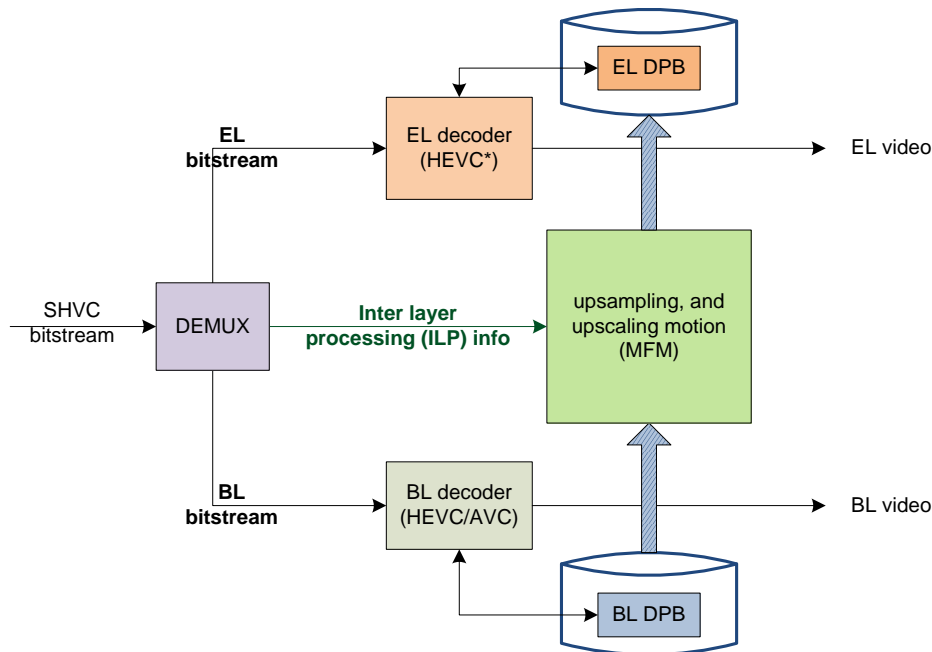 EL DPB
EL
bitstream
EL decoder
(HEVC*)
EL video
SHVC
bitstream
DEMUX
Inter layer
processing (ILP) info
upsampling, and
upscaling motion
(MFM)
BL
bitstream
BL decoder
(HEVC/AVC)
BL video
BL DPB